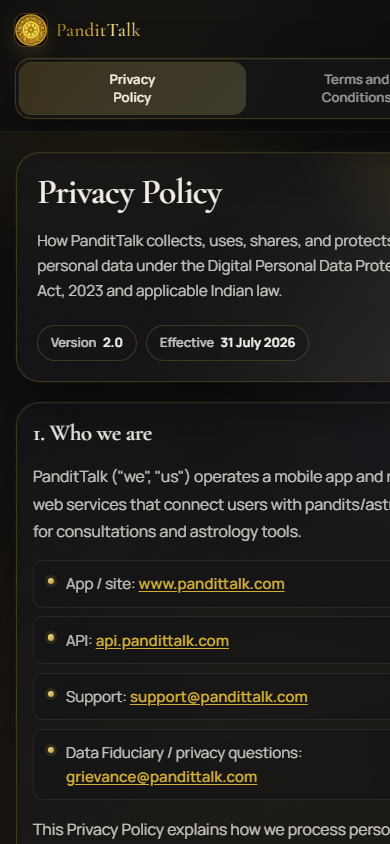 PanditTalk
Privacy
Policy
Terms and
Conditions
Privacy Policy
How PanditTalk collects, uses, shares, and protects
personal data under the Digital Personal Data Prote
Act, 2023 and applicable Indian law.
Version 2.0
Effective 31 July 2026
1. Who we are
PanditTalk ("we", "us") operates a mobile app and
web services that connect users with pandits/ast
for consultations and astrology tools.
App / site: www.pandittalk.com
API: api.pandittalk.com
Support: support@pandittalk.com
Data Fiduciary / privacy questions:
grievance@pandittalk.com
This Privacy Policy explains how we process perso